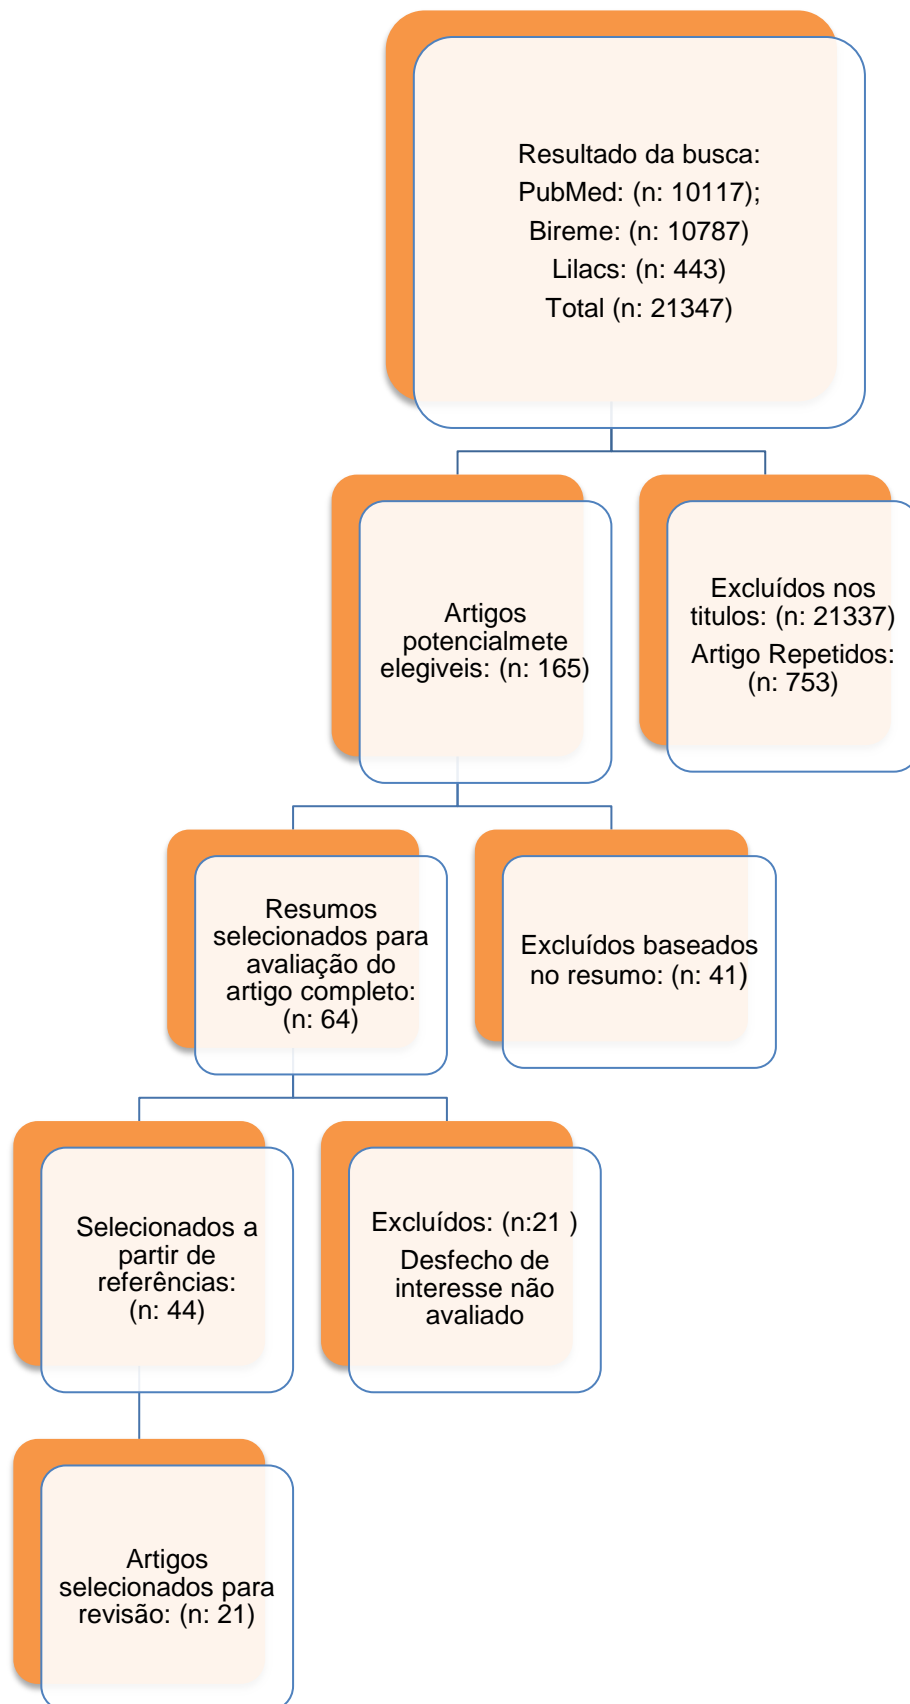 Resultado da busca:
PubMed: (n: 10117);
Bireme: (n: 10787)
Lilacs: (n: 443)
Total (n: 21347)
Artigos
potencialmete
elegiveis: (n: 165)
Excluídos nos
titulos: (n: 21337)
Artigo Repetidos:
(n: 753)
Resumos
selecionados para
avaliação do
artigo completo:
(n: 64)
Excluídos baseados
no resumo: (n: 41)
Selecionados a
partir de
referências:
(n: 44)
Excluídos: (n:21 )
Desfecho de
interesse não
avaliado
Artigos
selecionados para
revisão: (n: 21)